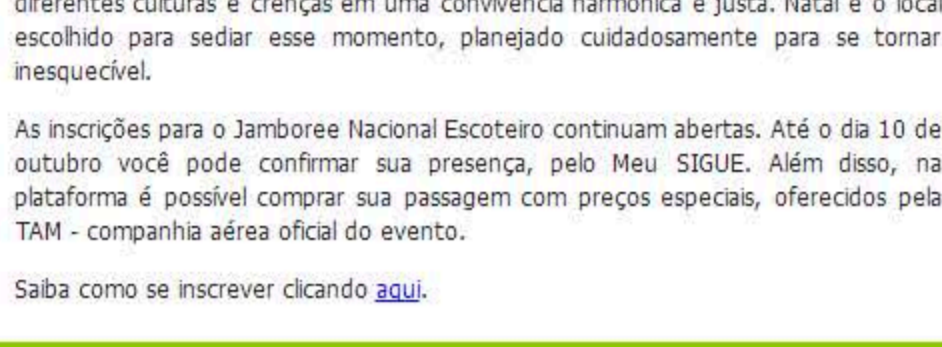 diferentes culturas e crenças em uma convivência harmônica e justa. Natal é o local
escolhido para sediar esse momento, planejado cuidadosamente para se tornar
inesquecível.
As inscrições para o Jamboree Nacional Escoteiro continuam abertas. Até o dia 10 de
outubro você pode confirmar sua presença, pelo Meu SIGUE. Além disso, na
plataforma é possível comprar sua passagem com preços especiais, oferecidos pela
TAM - companhia aérea oficial do evento.
Saiba como se inscrever clicando aqui.